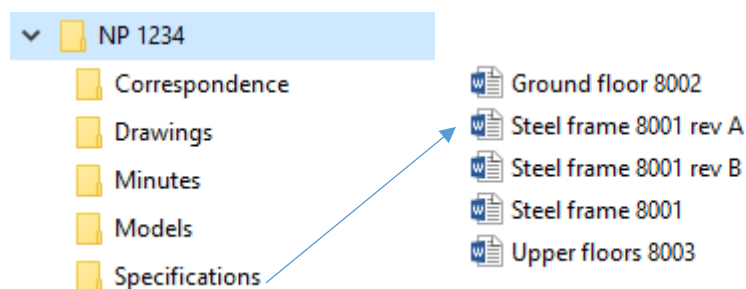 NP 1234
Correspondence
Drawings
Minutes
Models
Specifications
Ground floor 8002
Steel frame 8001 rev A
Steel frame 8001 rev B
Steel frame 8001
Upper floors 8003